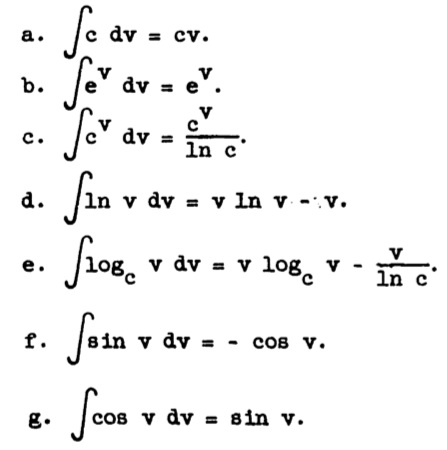 a. ∫c dv = cv.
b. ∫e^v dv = e^v.
c. ∫c^v dv = c^v/ln c.
d. ∫ln v dv = v ln v - v.
e. ∫log_c v dv = v log_c v - v/ln c.
f. ∫sin v dv = - cos v.
g. ∫cos v dv = sin v.